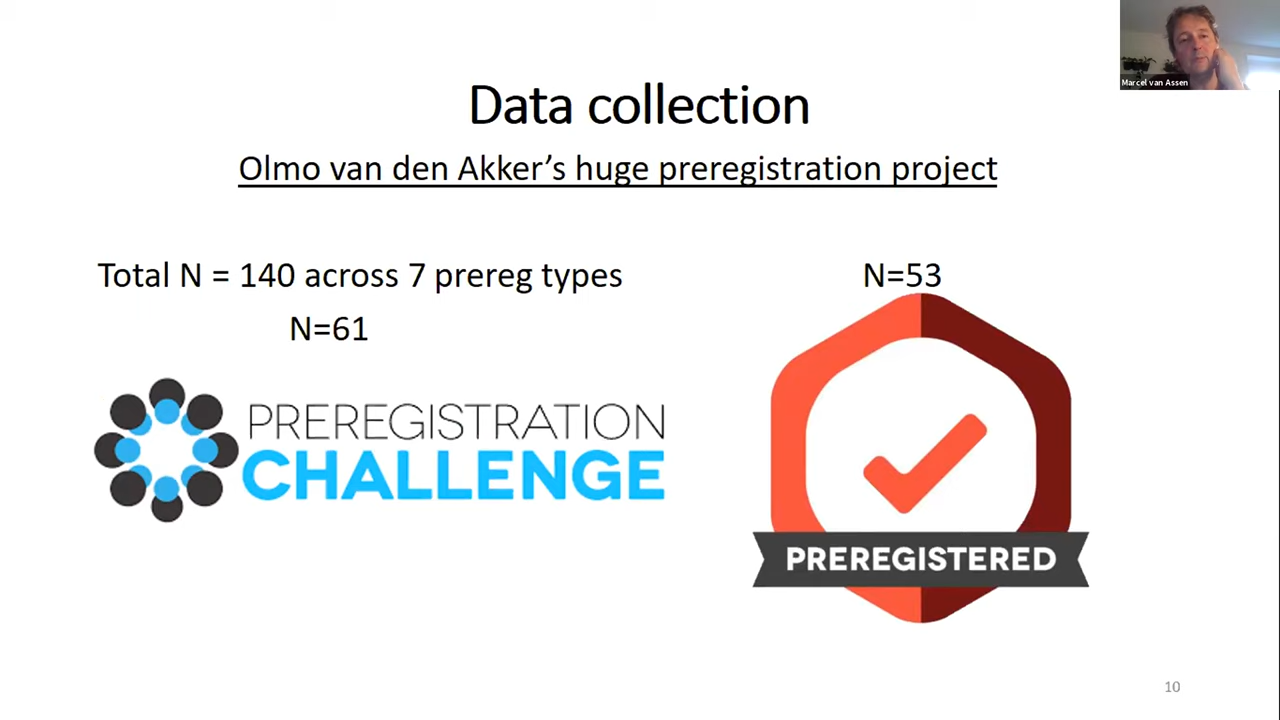 Marcel van Assen
Data collection
Olmo van den Akker’s huge preregistration project
Total N = 140 across 7 prereg types
N=61
PREREGISTRATION
CHALLENGE
N=53
PREREGISTERED
10